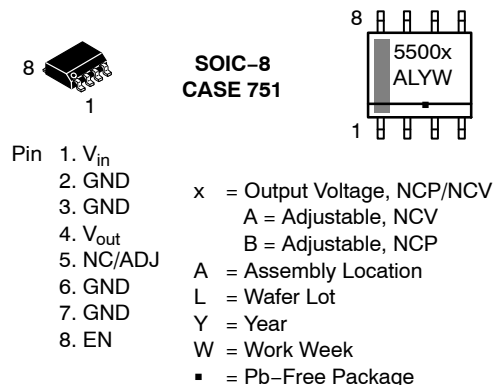 8
1
SOIC−8
CASE 751
8
5500x
ALYW
▪
1
Pin 1. Vin
2. GND
3. GND
4. Vout
5. NC/ADJ
6. GND
7. GND
8. EN
x = Output Voltage, NCP/NCV
A = Adjustable, NCV
B = Adjustable, NCP
A = Assembly Location
L = Wafer Lot
Y = Year
W = Work Week
▪ = Pb−Free Package